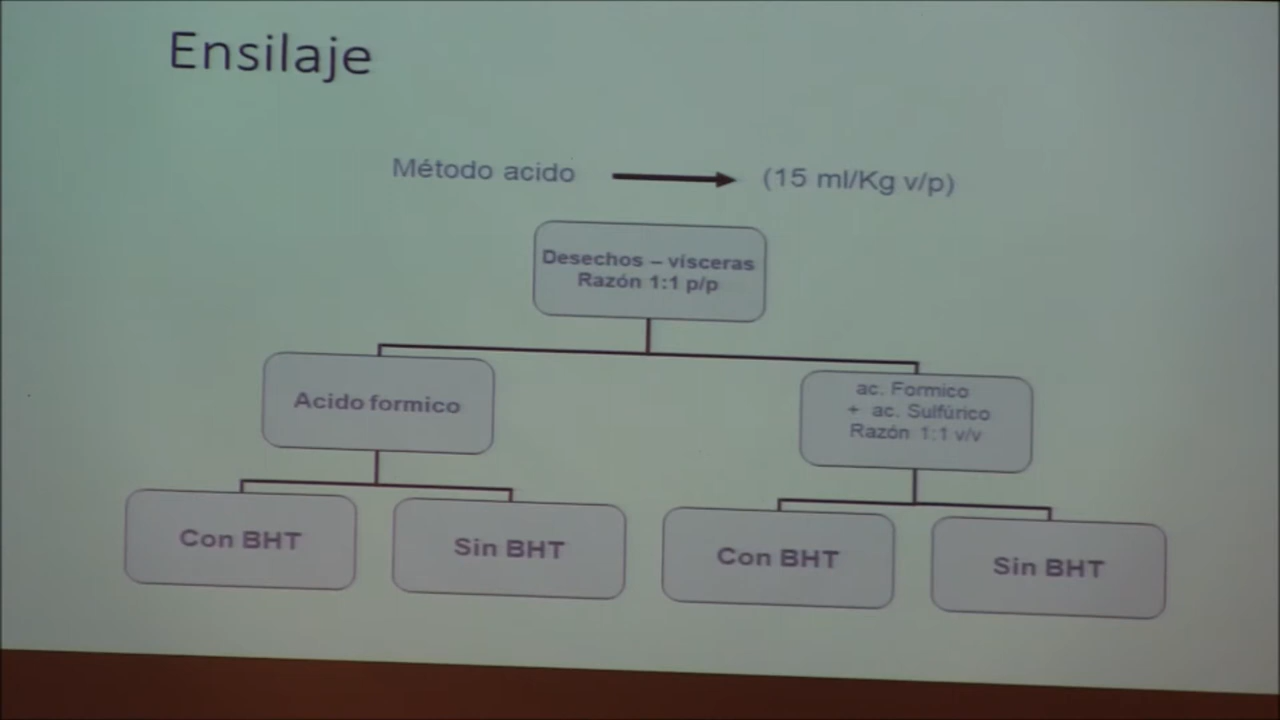 Ensilaje
Método acido
(15 ml/Kg v/p)
Desechos – vísceras
Razón 1:1 p/p
Acido formico
ac. Formico
+ ac. Sulfúrico
Razón 1:1 v/v
Con BHT
Sin BHT
Con BHT
Sin BHT